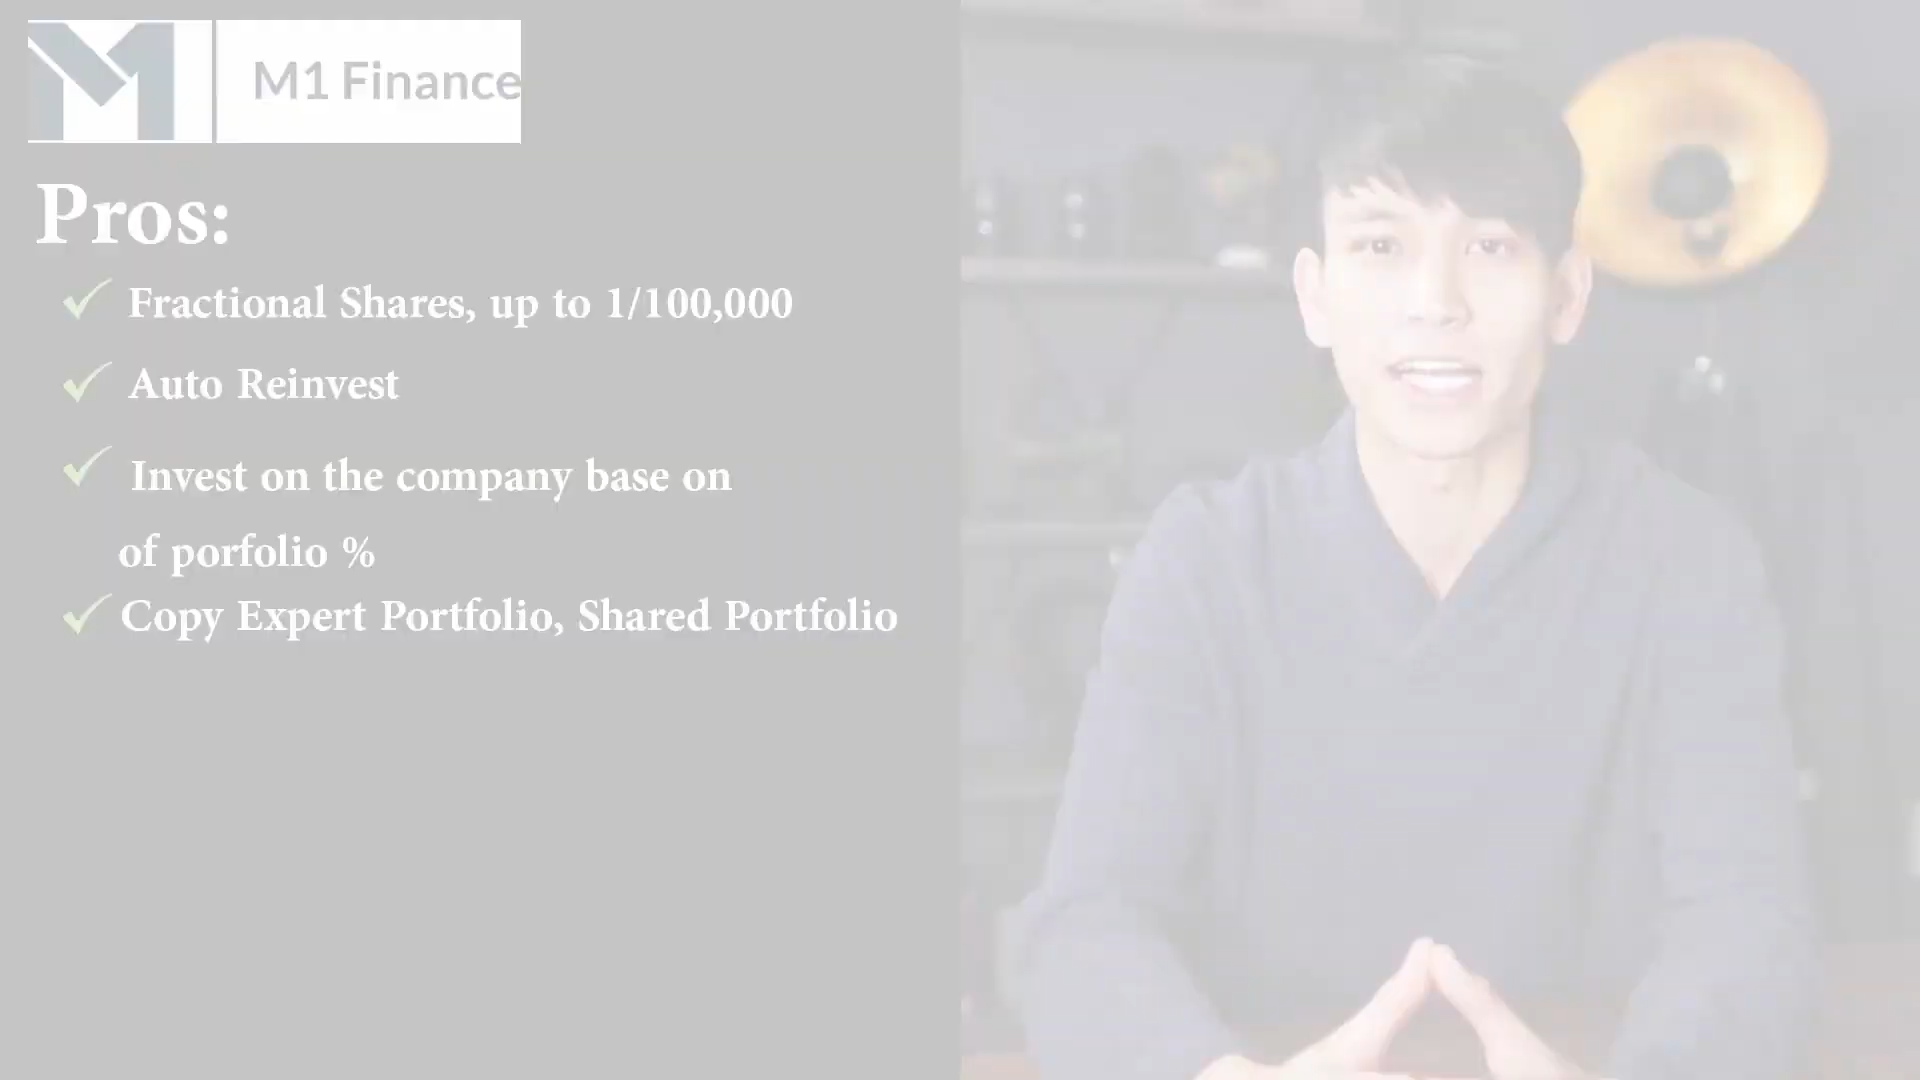 M1 Finance
Pros:
Fractional Shares, up to 1/100,000
Auto Reinvest
Invest on the company base on
of porfolio %
Copy Expert Portfolio, Shared Portfolio